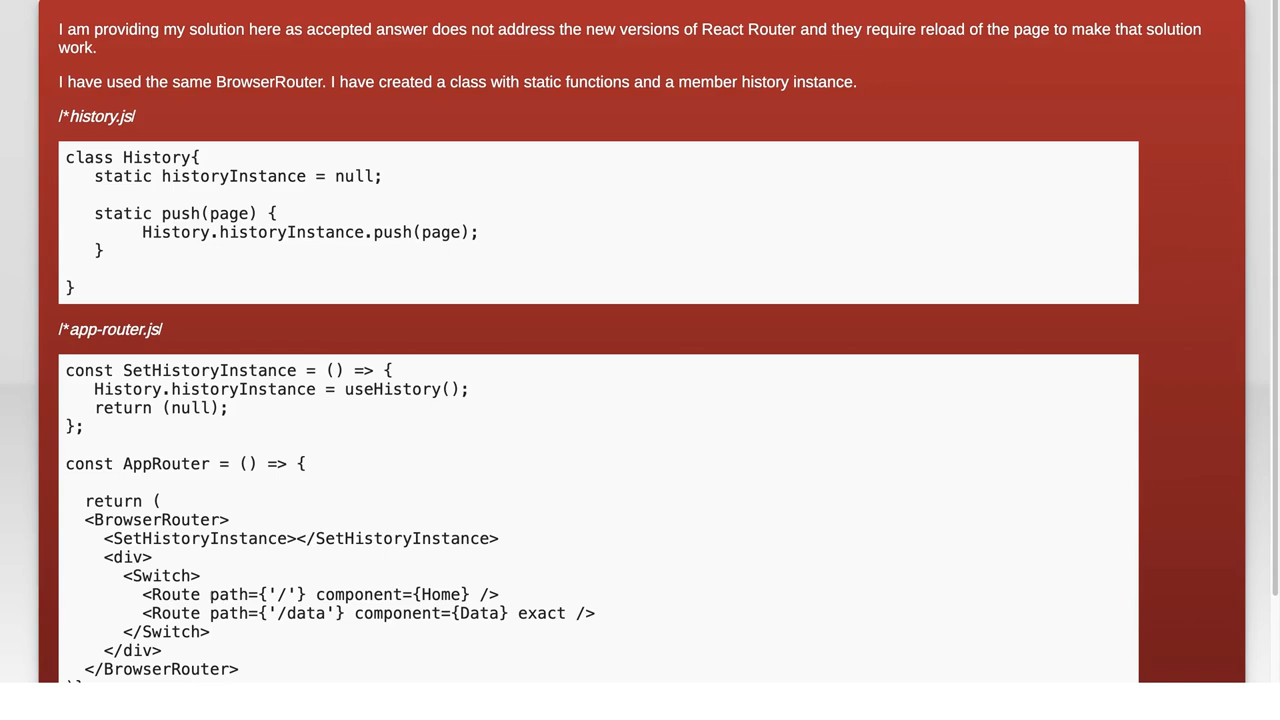 I am providing my solution here as accepted answer does not address the new versions of React Router and they require reload of the page to make that solution
work.
I have used the same BrowserRouter. I have created a class with static functions and a member history instance.
/*history.js/
class History{
   static historyInstance = null;

   static push(page) {
        History.historyInstance.push(page);
   }

}
/*app-router.js/
const SetHistoryInstance = () => {
   History.historyInstance = useHistory();
   return (null);
};

const AppRouter = () => {

  return (
  <BrowserRouter>
    <SetHistoryInstance></SetHistoryInstance>
    <div>
      <Switch>
        <Route path={'/'} component={Home} />
        <Route path={'/data'} component={Data} exact />
      </Switch>
    </div>
  </BrowserRouter>